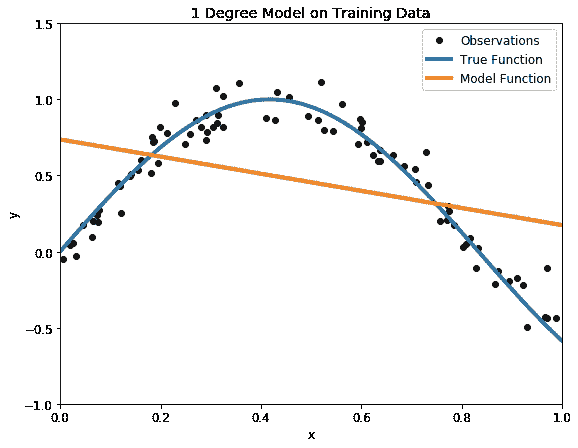 1 Degree Model on Training Data
Observations
True Function
Model Function
1.5
1.0
0.5
0.0
−0.5
−1.0
y
0.0 0.2 0.4 0.6 0.8 1.0
x